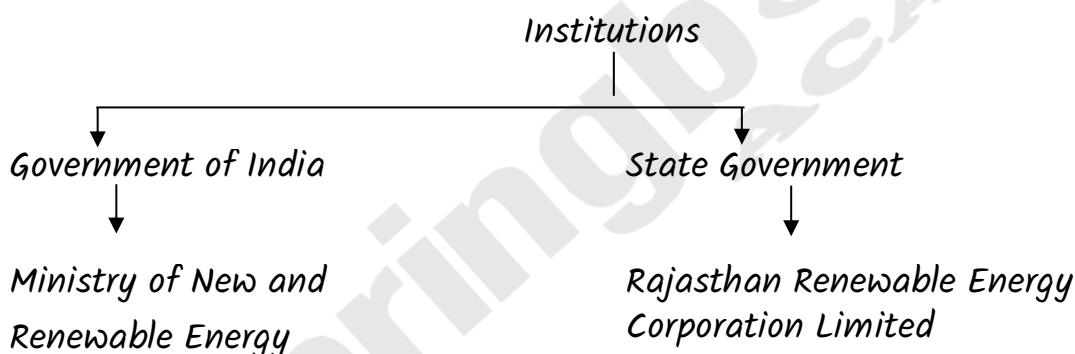 Institutions
Government of India
State Government
Ministry of New and
Renewable Energy
Rajasthan Renewable Energy
Corporation Limited